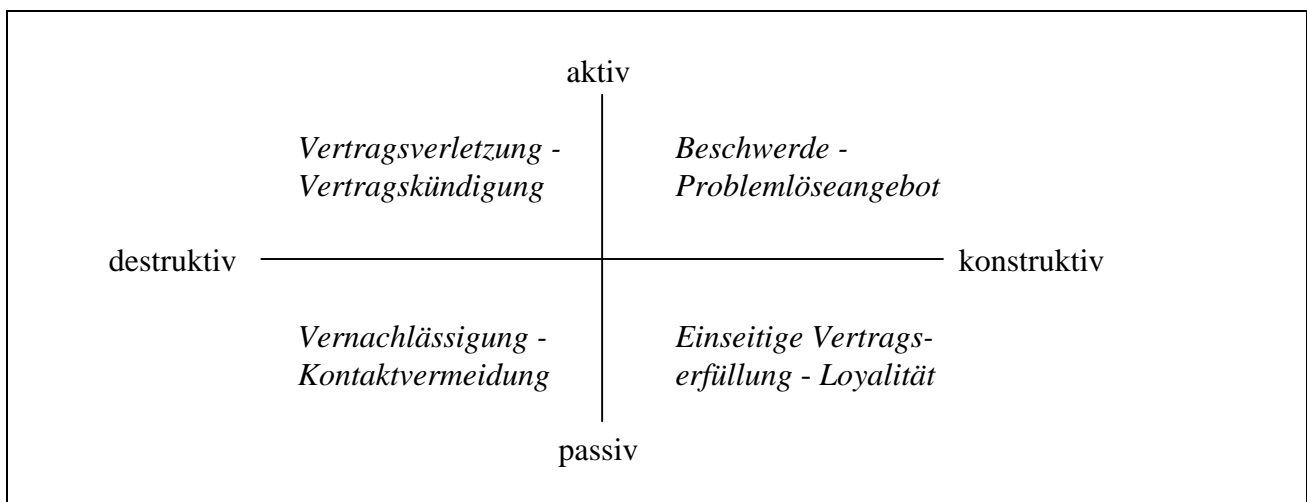 aktiv
Vertragsverletzung -
Vertragskündigung
Beschwerde -
Problemlöseangebot
destruktiv
konstruktiv
Vernachlässigung -
Kontaktvermeidung
Einseitige Vertrags-
erfüllung - Loyalität
passiv